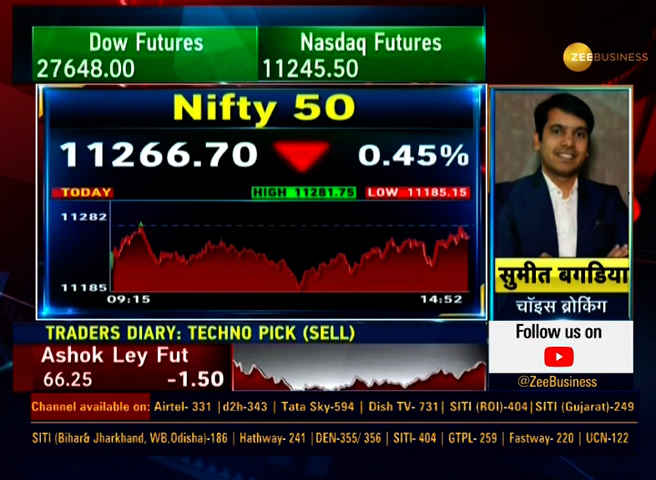 Dow Futures
27648.00
Nasdaq Futures
11245.50
ZEEBUSINESS
Nifty 50
11266.70 0.45%
TODAY HIGH 11281.75 LOW 11185.15
11282
11185
09:15 14:52
सुमीत बगडिया
चॉइस ब्रोकिंग
TRADERS DIARY: TECHNO PICK (SELL)
Ashok Ley Fut
66.25 -1.50
Follow us on
@ZeeBusiness
Channel available on: Airtel- 331 | d2h-343 | Tata Sky-594 | Dish TV- 731 | SITI (ROI)-404 | SITI (Gujarat)-249
SITI (Bihar& Jharkhand, WB,Odisha)-186 | Hathway- 241 | DEN-355/ 356 | SITI- 404 | GTPL- 259 | Fastway- 220 | UCN-122